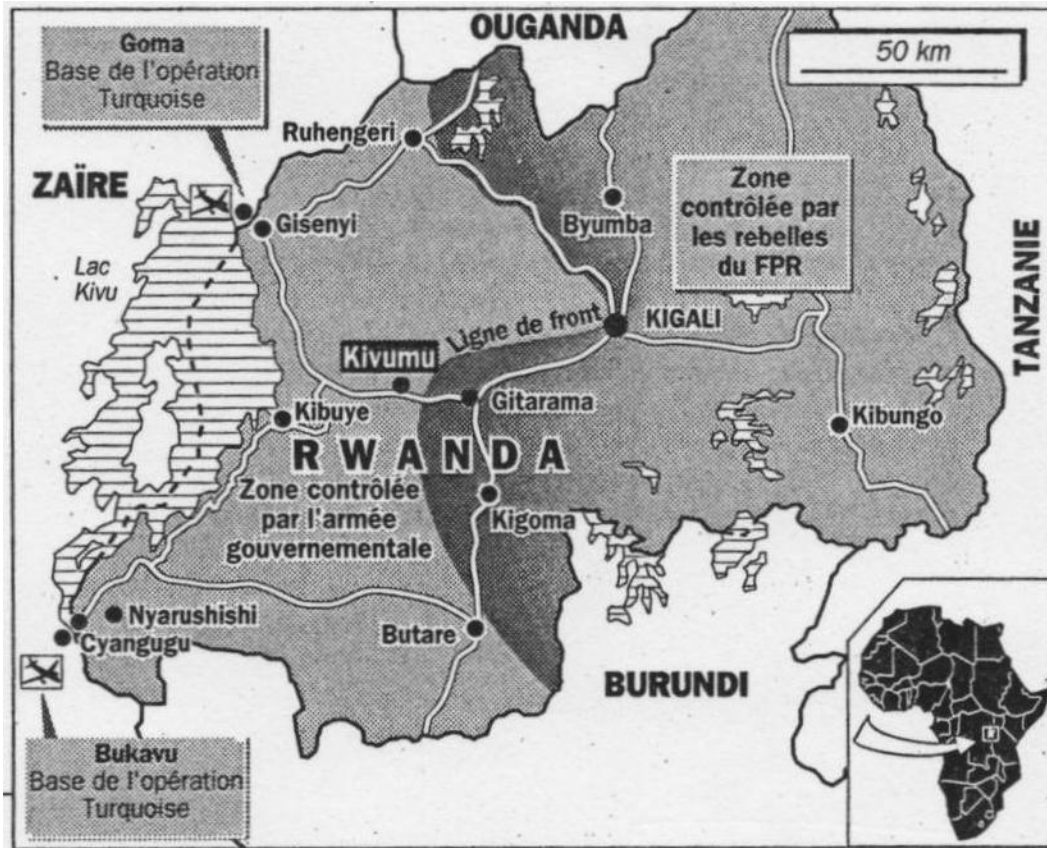 OUGANDA
50 km
Goma
Base de l'opération
Turquoise
Ruhengeri
ZAÏRE
Byumba
Zone
contrôlée par
les rebelles
du FPR
Gisenyi
Lac
Kivu
TANZANIE
Ligne de front
KIGALI
Kivumu
Gitarama
Kibuye
Kibungo
RWANDA
Zone contrôlée
par l'armée
gouvernementale
Kigoma
Nyarushishi
Cyangugu
Butare
BURUNDI
Bukavu
Base de l'opération
Turquoise